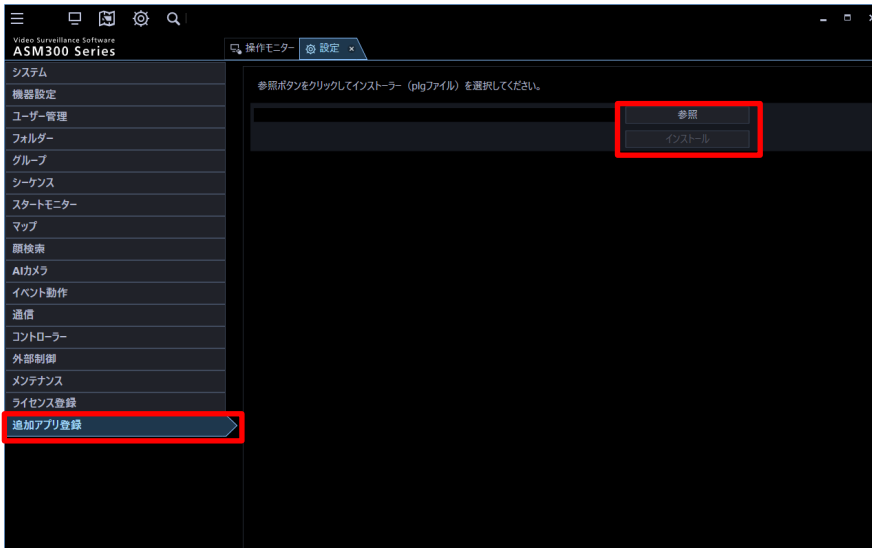 Video Surveillance Software
ASM300 Series
操作モニター
設定 ×
システム
機器設定
ユーザー管理
フォルダー
グループ
シーケンス
スタートモニター
マップ
顔検索
AIカメラ
イベント動作
通信
コントローラー
外部制御
メンテナンス
ライセンス登録
追加アプリ登録
参照ボタンをクリックしてインストーラー（plgファイル）を選択してください。
参照
インストール